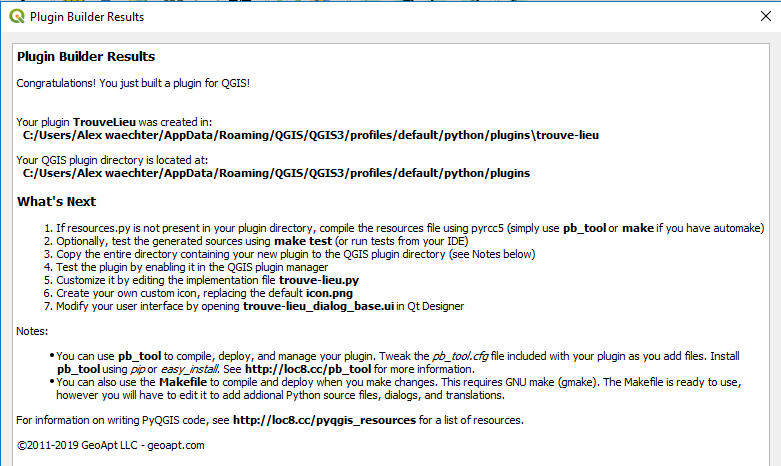 Plugin Builder Results
Plugin Builder Results
Congratulations! You just built a plugin for QGIS!
Your plugin TrouveLieu was created in:
C:/Users/Alex waechter/AppData/Roaming/QGIS/QGIS3/profiles/default/python/plugins\trouve-lieu
Your QGIS plugin directory is located at:
C:/Users/Alex waechter/AppData/Roaming/QGIS/QGIS3/profiles/default/python/plugins
What's Next
1. If resources.py is not present in your plugin directory, compile the resources file using pyrcc5 (simply use pb_tool or make if you have automake)
2. Optionally, test the generated sources using make test (or run tests from your IDE)
3. Copy the entire directory containing your new plugin to the QGIS plugin directory (see Notes below)
4. Test the plugin by enabling it in the QGIS plugin manager
5. Customize it by editing the implementation file trouve-lieu.py
6. Create your own custom icon, replacing the default icon.png
7. Modify your user interface by opening trouve-lieu_dialog_base.ui in Qt Designer
Notes:
• You can use pb_tool to compile, deploy, and manage your plugin. Tweak the pb_tool.cfg file included with your plugin as you add files. Install
pb_tool using pip or easy_install. See http://loc8.cc/pb_tool for more information.
• You can also use the Makefile to compile and deploy when you make changes. This requires GNU make (gmake). The Makefile is ready to use,
however you will have to edit it to add addional Python source files, dialogs, and translations.
For information on writing PyQGIS code, see http://loc8.cc/pyqgis_resources for a list of resources.
©2011-2019 GeoApt LLC - geoapt.com